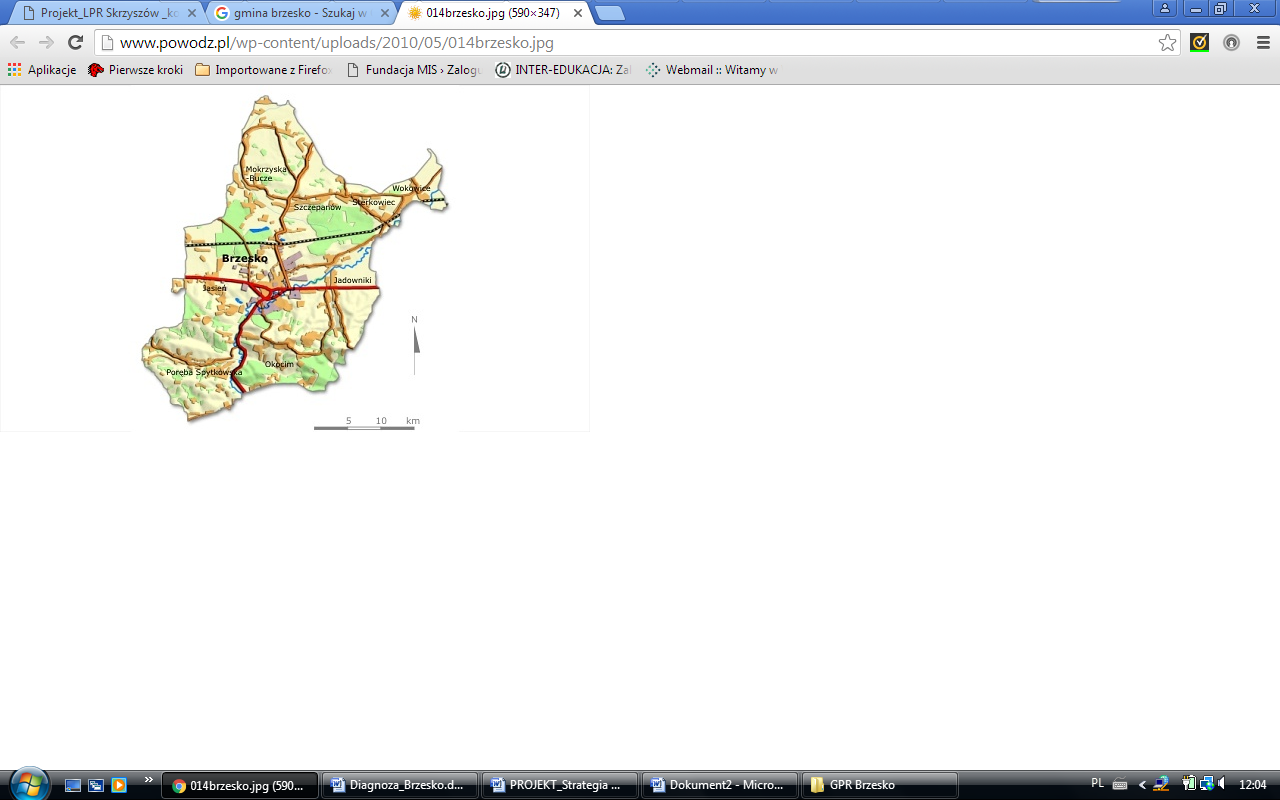 Projekt_LPR Skrzyszów _ko
gmina brzesko - Szukaj w
014brzesko.jpg (590×347)
www.powodz.pl/wp-content/uploads/2010/05/014brzesko.jpg
Aplikacje
Pierwsze kroki
Importowane z Firefo
Fundacja MIS › Zalogu
INTER-EDUKACJA: Zal
Webmail :: Witamy w
Mokrzyska
-Bucze
Wokowice
Sterkowiec
Szczepanów
Brzesko
Jasień
Jadowniki
N
Okocim
Poręba Spytkowska
5 10 km
014brzesko.jpg (590...
Diagnoza_Brzesko.d...
PROJEKT_Strategia ...
Dokument2 - Micro...
GPR Brzesko
PL
12:04